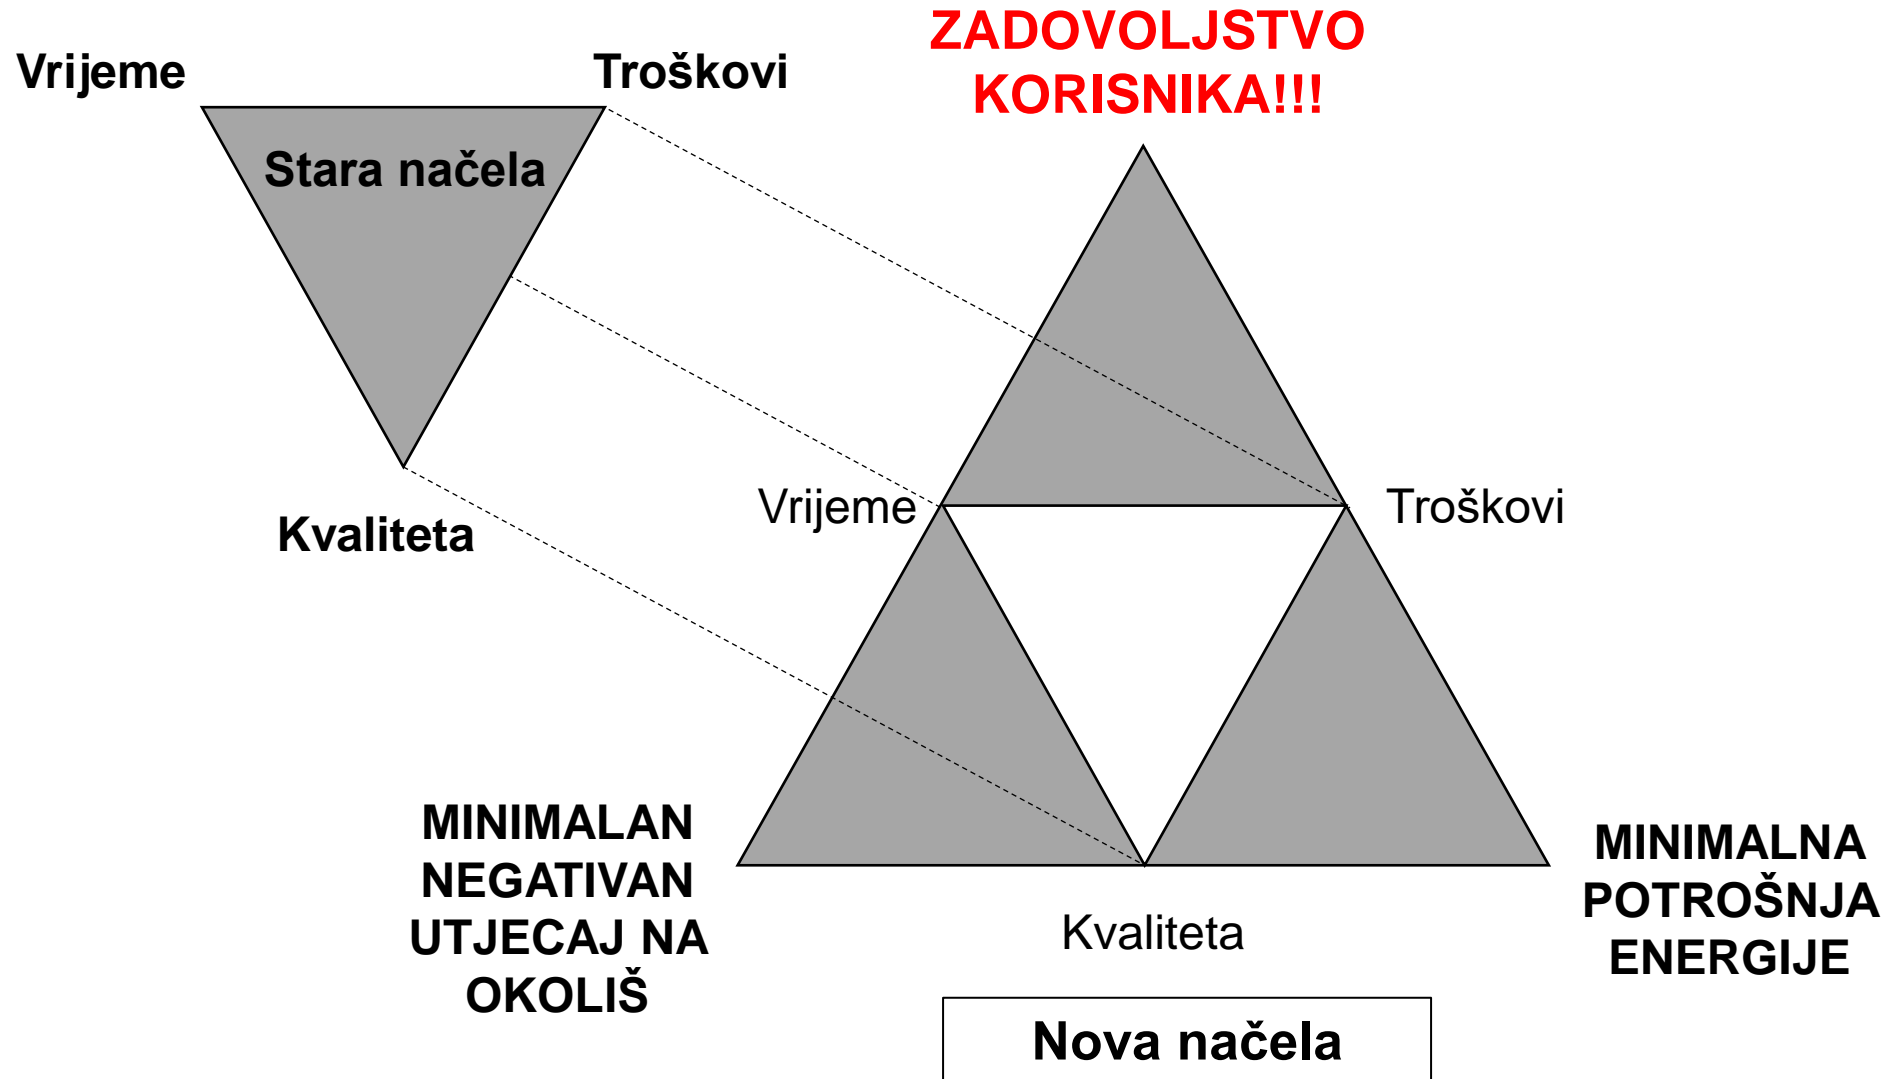 Vrijeme
Troškovi
Stara načela
Kvaliteta
ZADOVOLJSTVO
KORISNIKA!!!
Vrijeme
Troškovi
MINIMALAN
NEGATIVAN
UTJECAJ NA
OKOLIŠ
Kvaliteta
MINIMALNA
POTROŠNJA
ENERGIJE
Nova načela